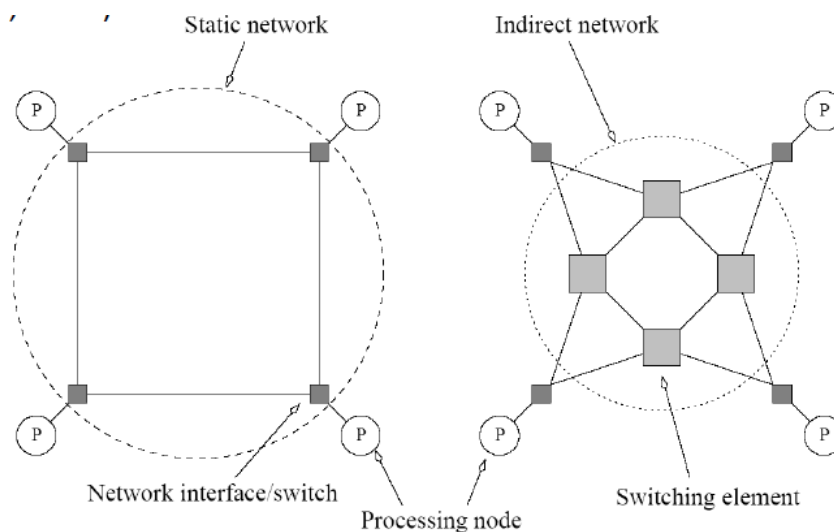 Static network
Indirect network
P
P
P
P
P
P
P
P
Network interface/switch
Processing node
Switching element